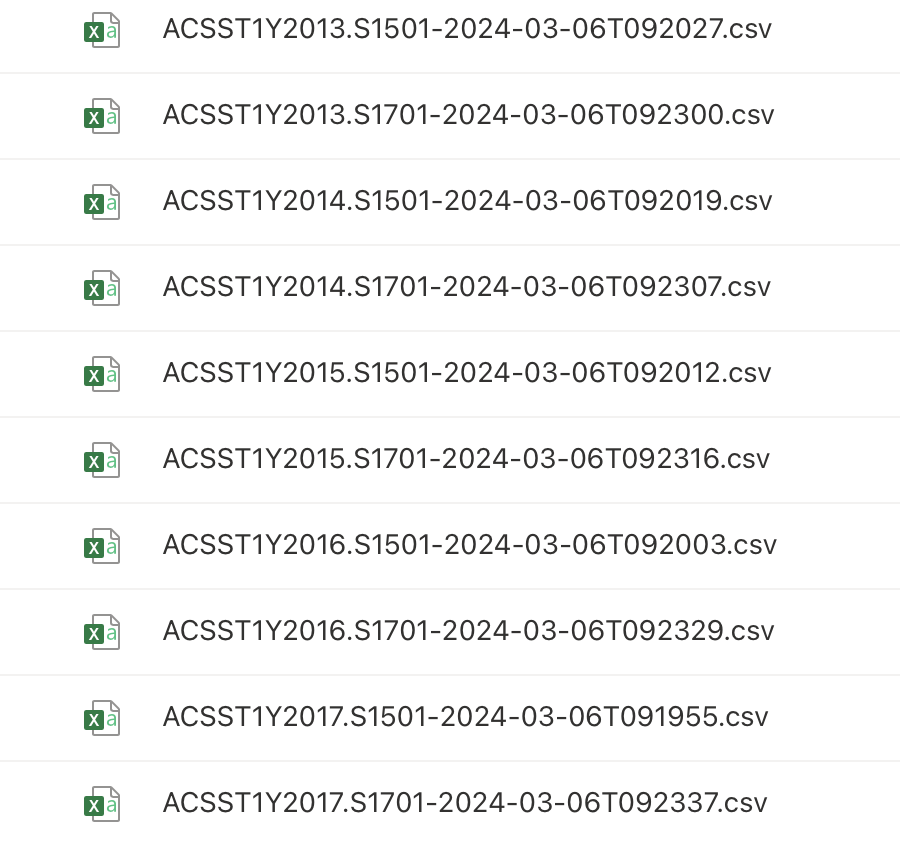 ACSST1Y2013.S1501-2024-03-06T092027.csv
ACSST1Y2013.S1701-2024-03-06T092300.csv
ACSST1Y2014.S1501-2024-03-06T092019.csv
ACSST1Y2014.S1701-2024-03-06T092307.csv
ACSST1Y2015.S1501-2024-03-06T092012.csv
ACSST1Y2015.S1701-2024-03-06T092316.csv
ACSST1Y2016.S1501-2024-03-06T092003.csv
ACSST1Y2016.S1701-2024-03-06T092329.csv
ACSST1Y2017.S1501-2024-03-06T091955.csv
ACSST1Y2017.S1701-2024-03-06T092337.csv